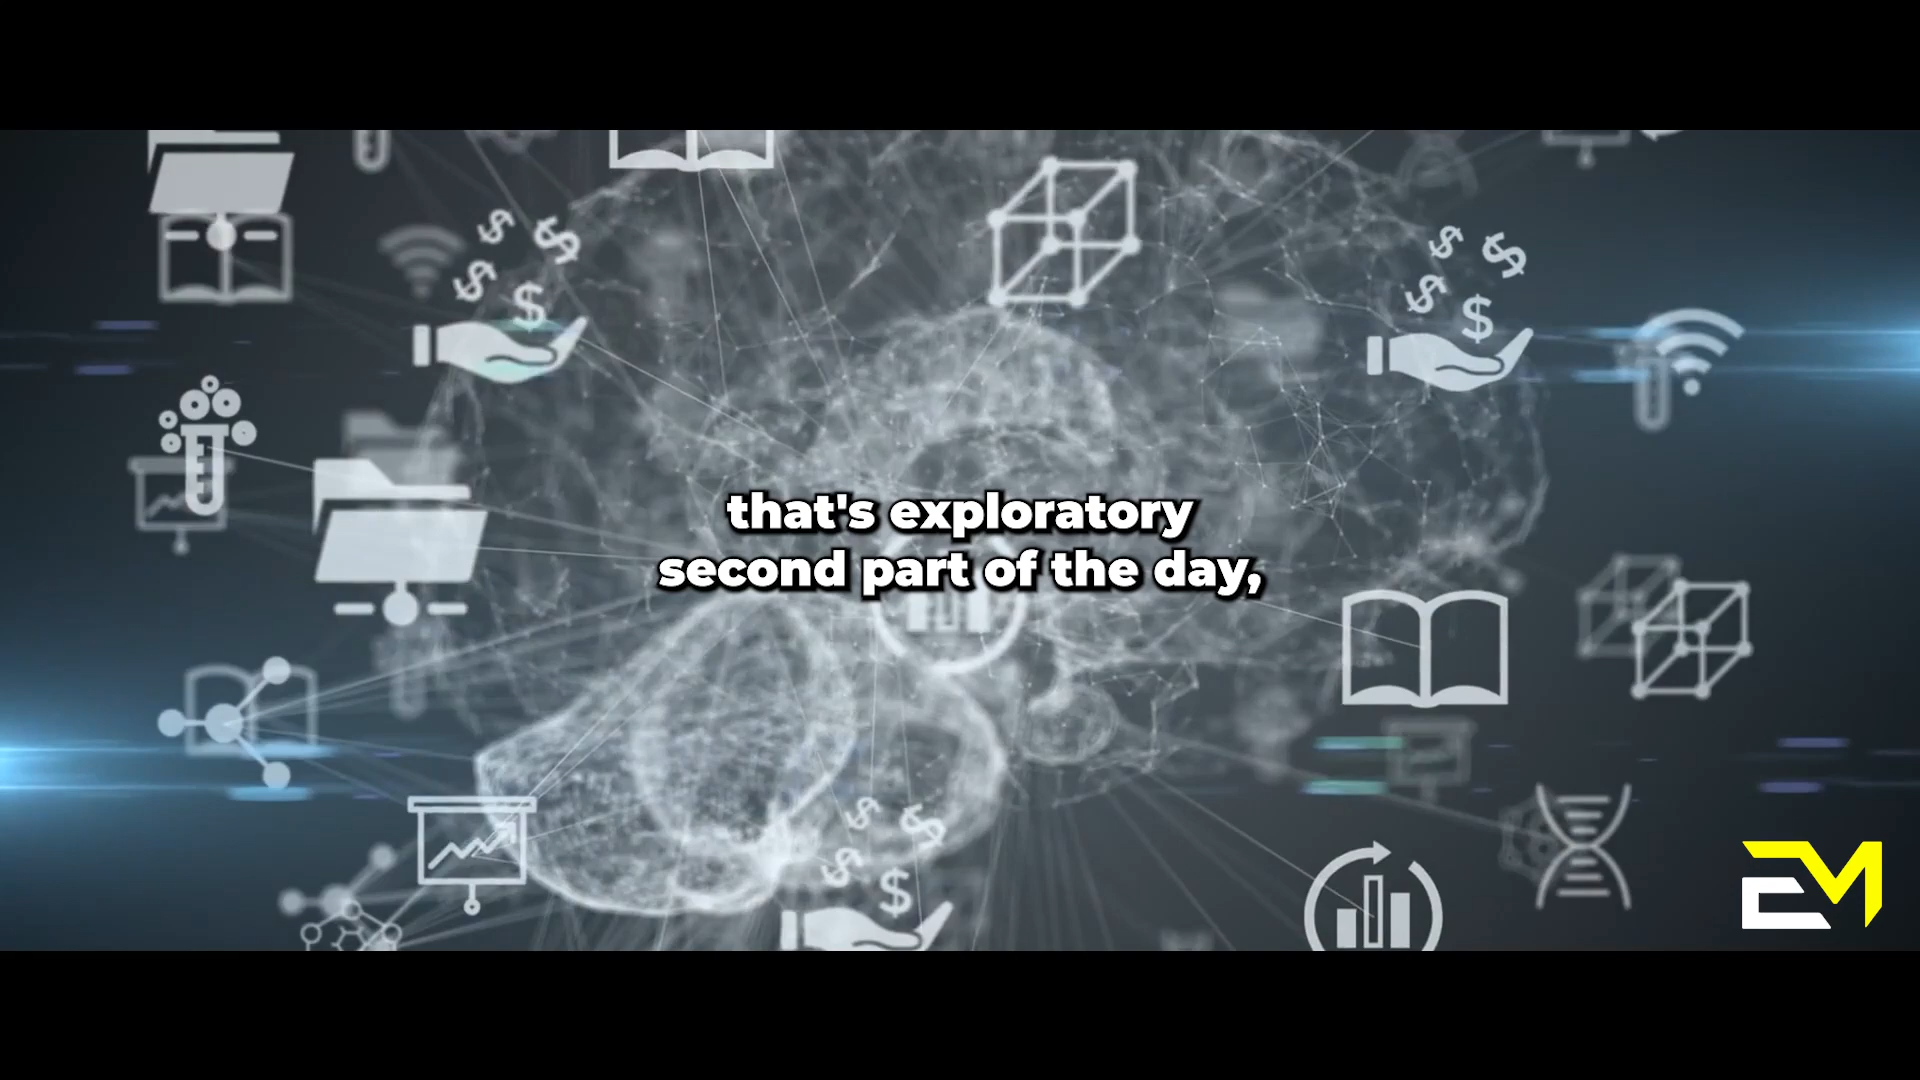 that's exploratory
second part of the day,
EM